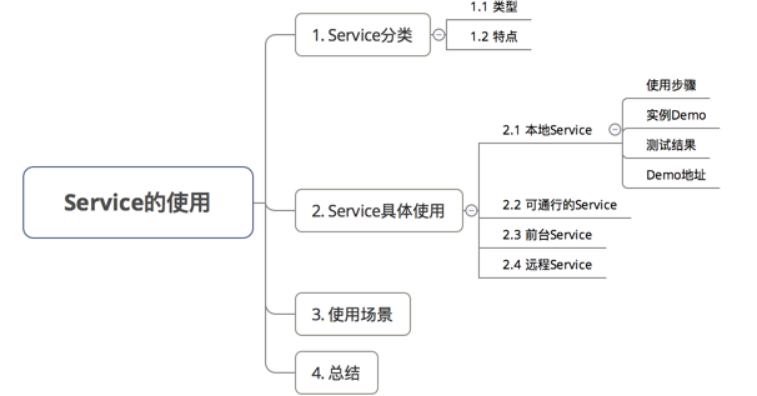 Service的使用
1. Service分类
1.1 类型
1.2 特点
2. Service具体使用
2.1 本地Service
使用步骤
实例Demo
测试结果
Demo地址
2.2 可通行的Service
2.3 前台Service
2.4 远程Service
3. 使用场景
4. 总结